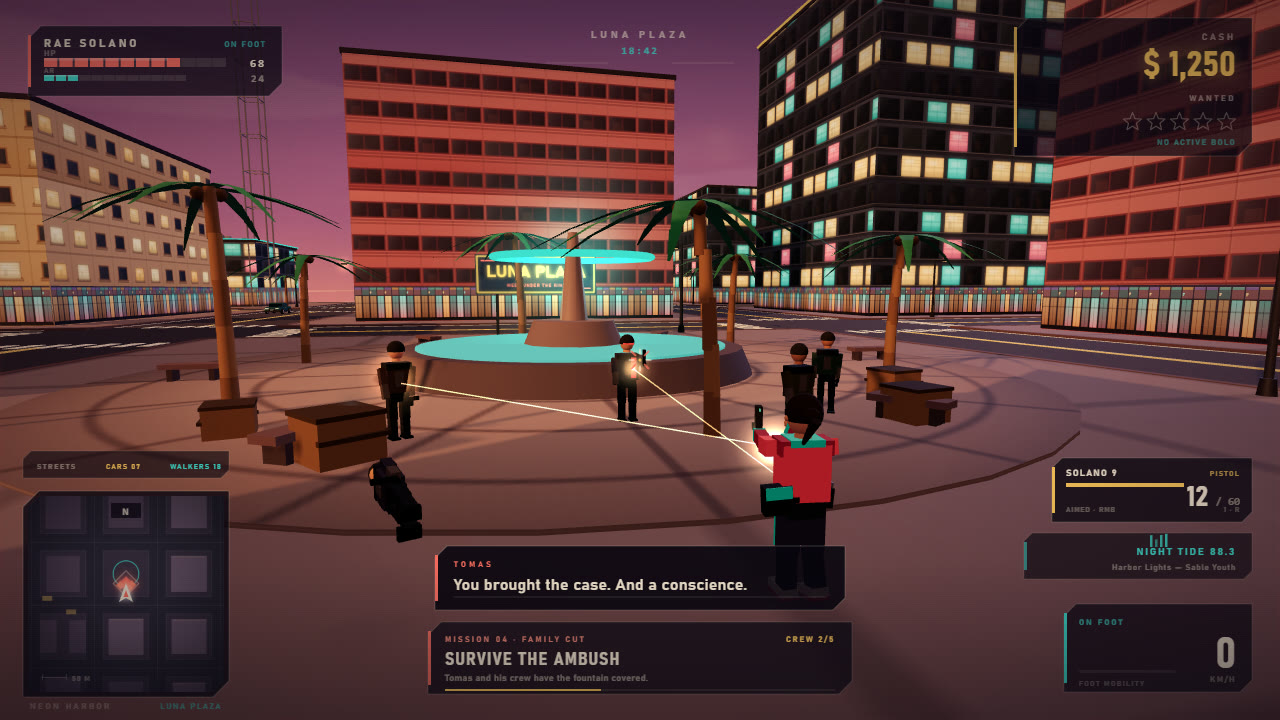 RAE SOLANO
ON FOOT
HP
68
AR
24
LUNA PLAZA
18:42
CASH
$ 1,250
WANTED
NO ACTIVE BOLO
LUNA PLAZA
STREETS
CARS 07
WALKERS 18
N
50 M
NEON HARBOR
LUNA PLAZA
TOMAS
You brought the case. And a conscience.
MISSION 04 · FAMILY CUT
CREW 2/5
SURVIVE THE AMBUSH
Tomas and his crew have the fountain covered.
SOLANO 9
PISTOL
12 / 60
AIMED · RMB
1 · R
NIGHT TIDE 88.3
Harbor Lights — Sable Youth
ON FOOT
0
KM/H
FOOT MOBILITY